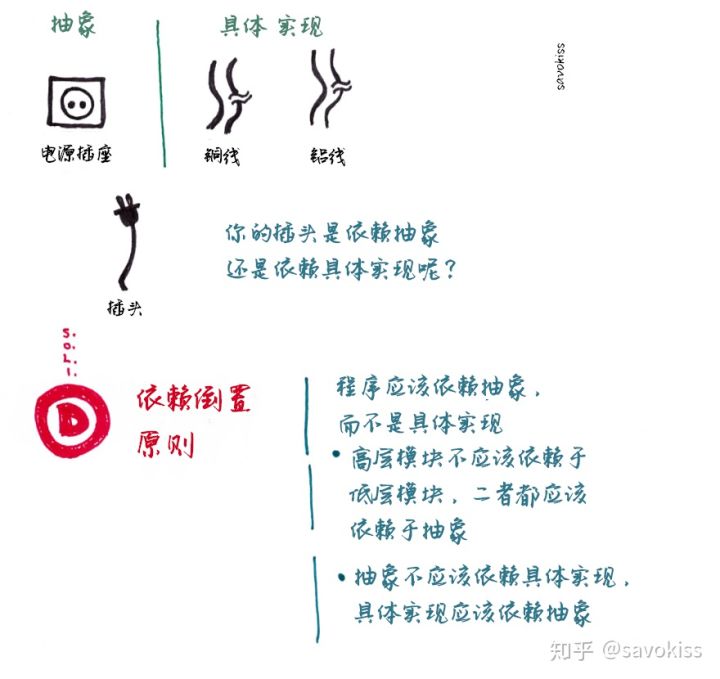 抽象
具体实现
savokiss
电源插座
铜线
铝线
你的插头是依赖抽象
还是依赖具体实现呢?
插头
S.
O.
L.
I.
D
依赖倒置
原则
程序应该依赖抽象,
而不是具体实现
• 高层模块不应该依赖于
低层模块,二者都应该
依赖于抽象
• 抽象不应该依赖具体实现,
具体实现应该依赖抽象
知乎 @savokiss